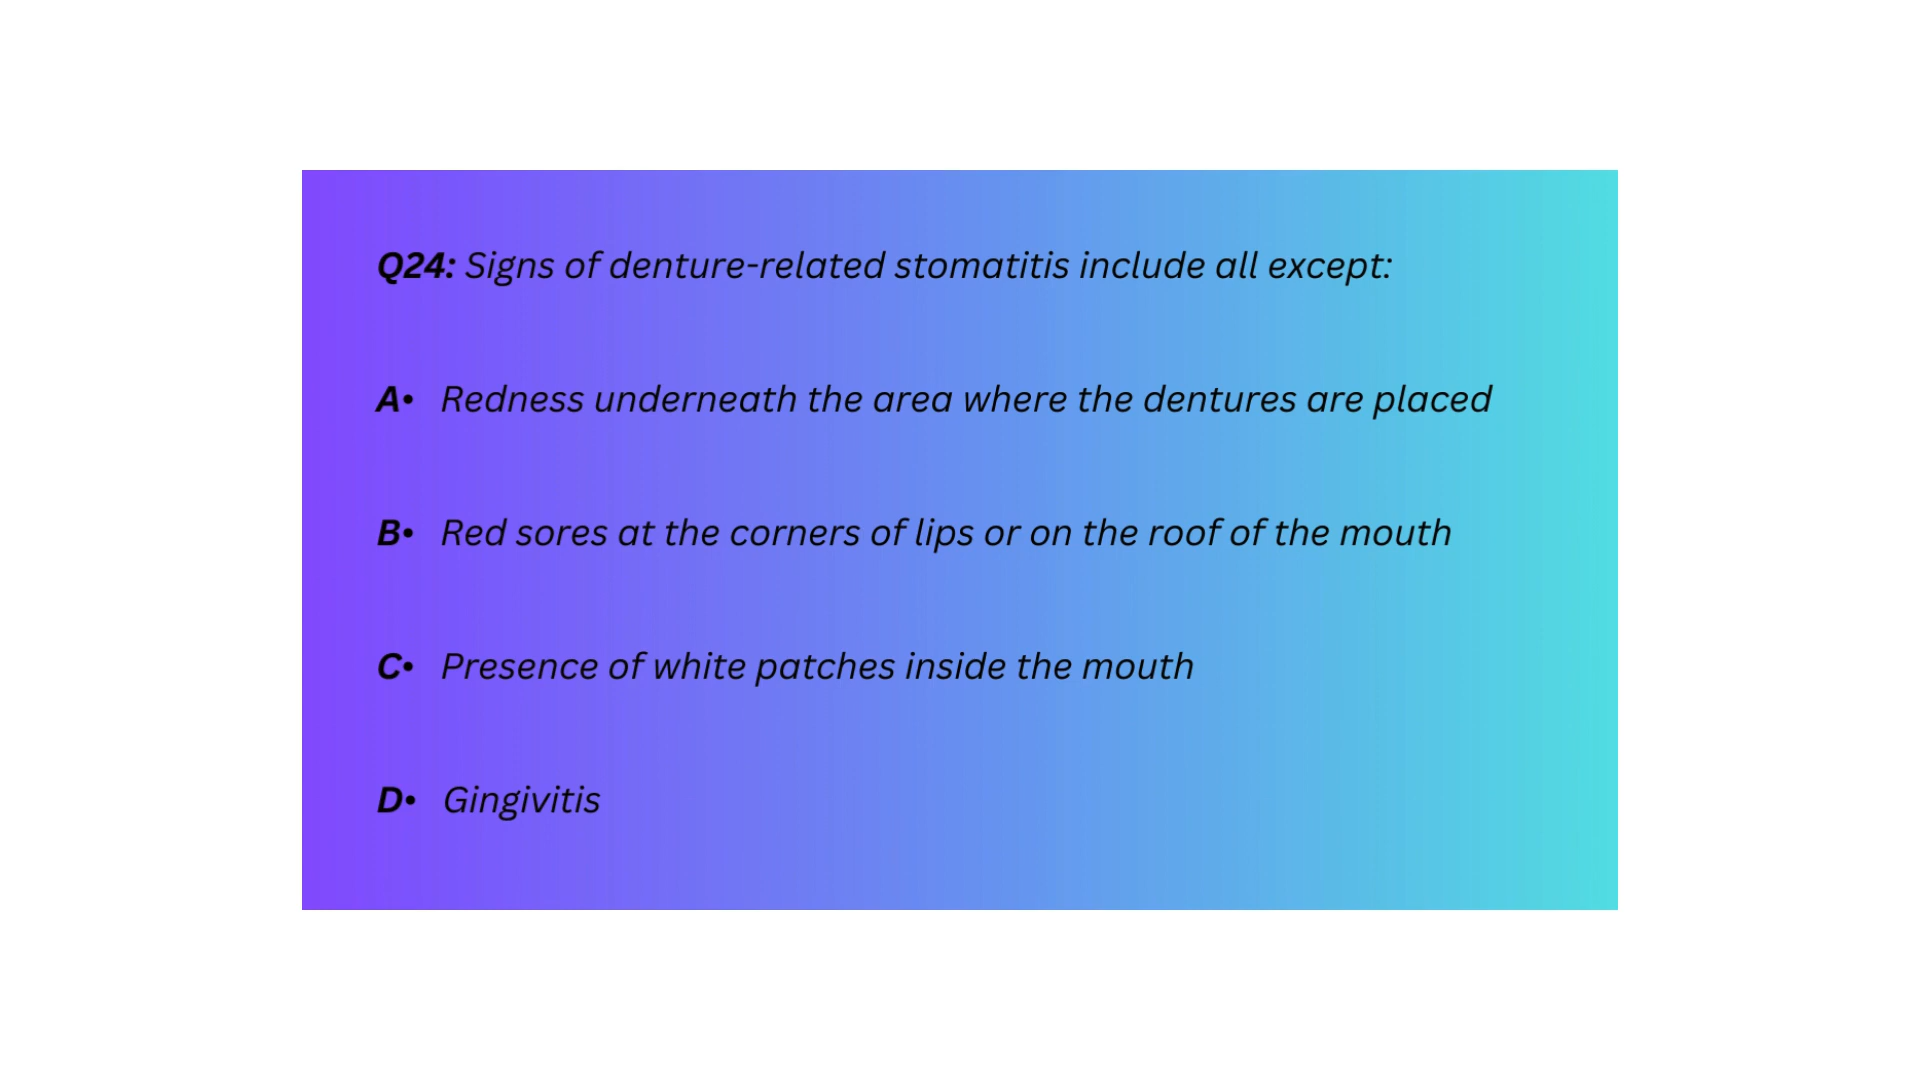 Q24: Signs of denture-related stomatitis include all except:
A• Redness underneath the area where the dentures are placed
B• Red sores at the corners of lips or on the roof of the mouth
C• Presence of white patches inside the mouth
D• Gingivitis